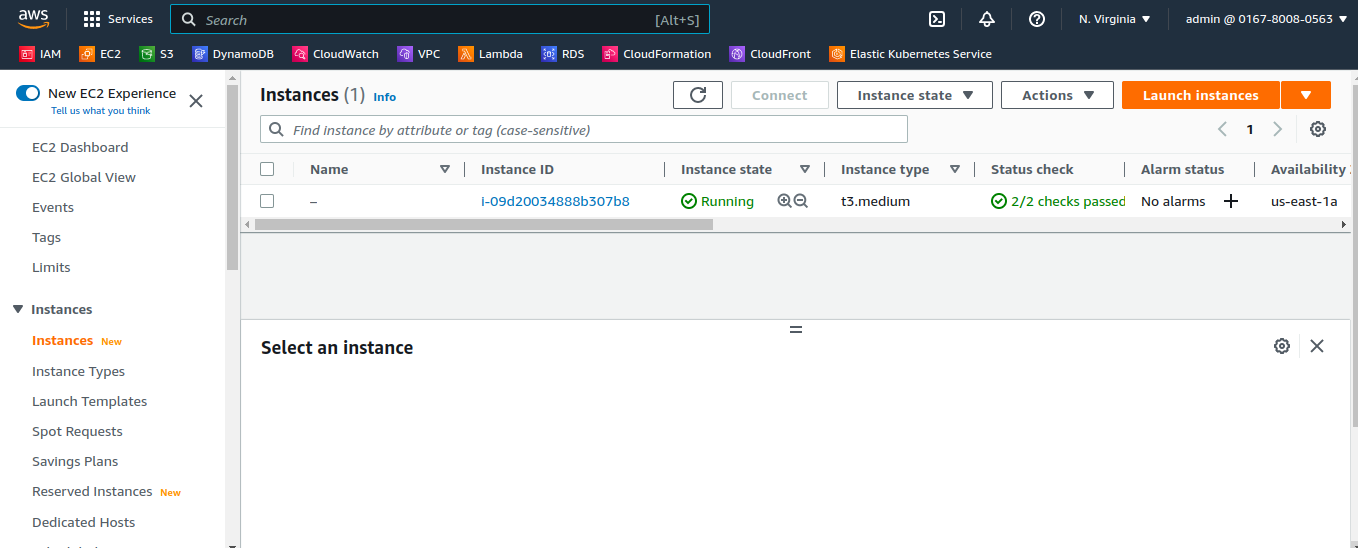 aws Services Search [Alt+S] N. Virginia admin @ 0167-8008-0563
IAM EC2 S3 DynamoDB CloudWatch VPC Lambda RDS CloudFormation CloudFront Elastic Kubernetes Service
New EC2 Experience
Tell us what you think
EC2 Dashboard
EC2 Global View
Events
Tags
Limits
Instances
Instances New
Instance Types
Launch Templates
Spot Requests
Savings Plans
Reserved Instances New
Dedicated Hosts
Instances (1) Info Connect Instance state Actions Launch instances
Find instance by attribute or tag (case-sensitive) 1
Name Instance ID Instance state Instance type Status check Alarm status Availability
– i-09d20034888b307b8 Running t3.medium 2/2 checks passed No alarms us-east-1a
Select an instance